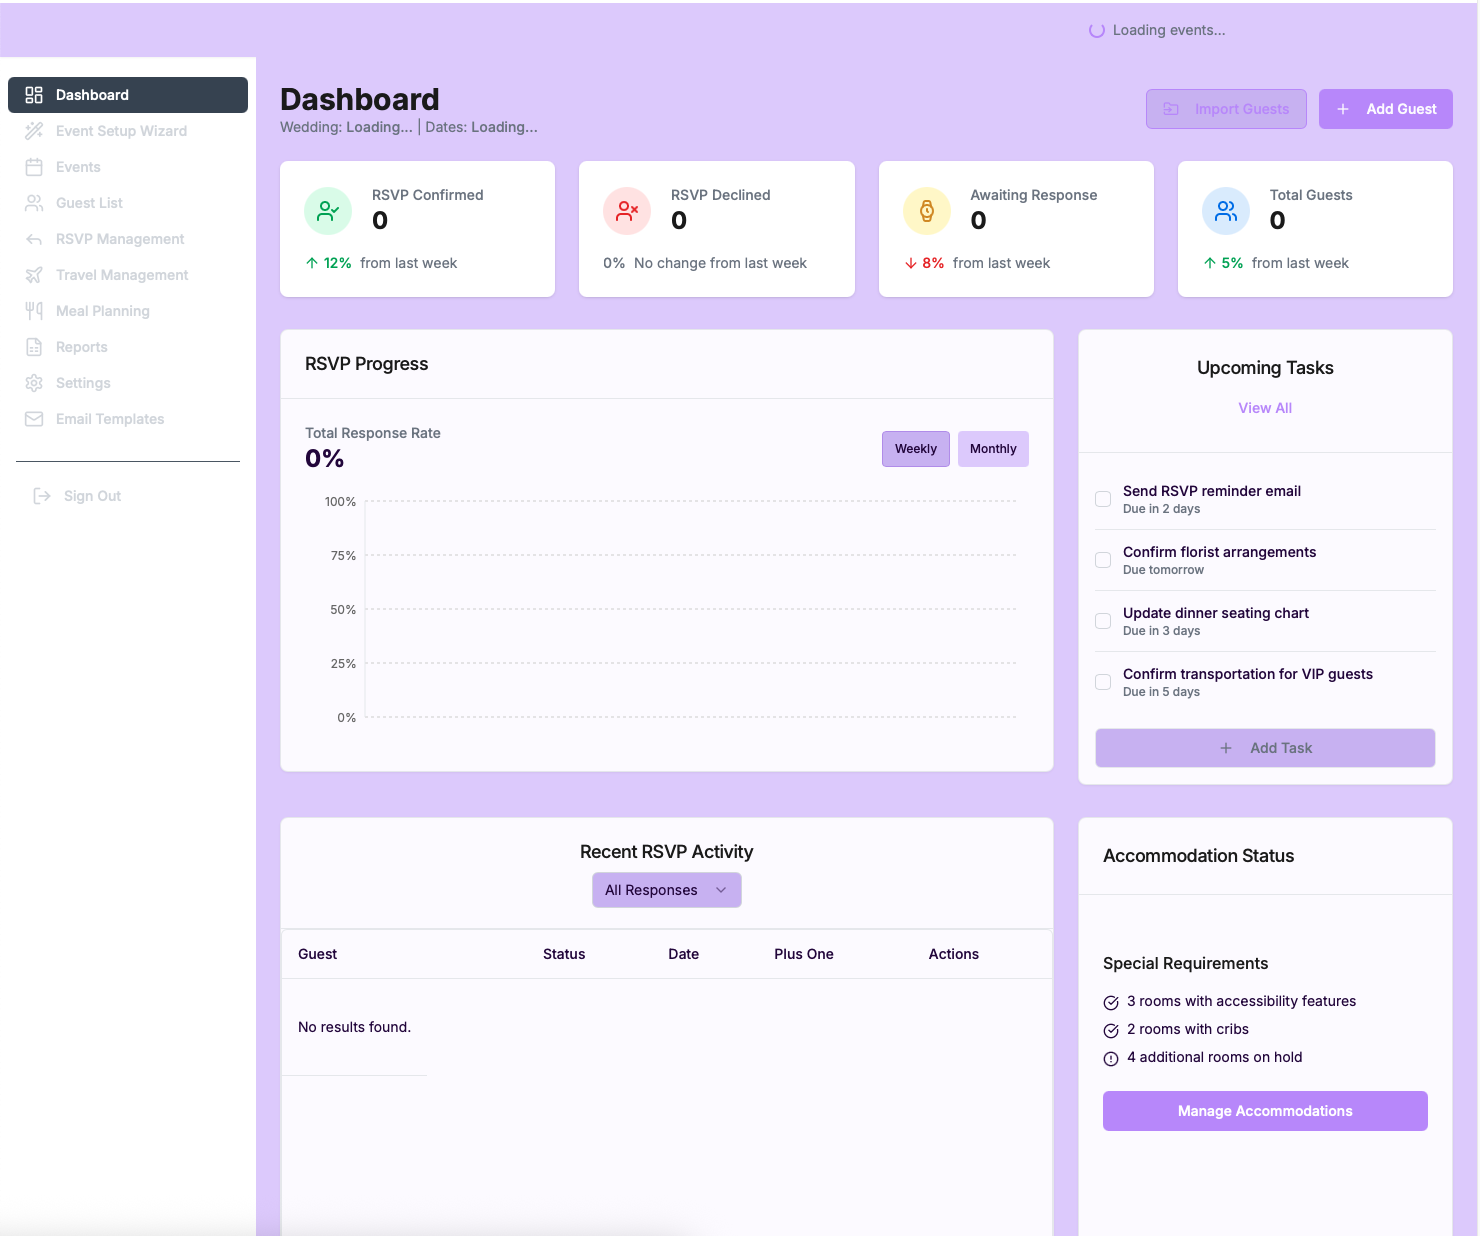 Loading events...
Dashboard
Event Setup Wizard
Events
Guest List
RSVP Management
Travel Management
Meal Planning
Reports
Settings
Email Templates
Sign Out
Dashboard
Wedding: Loading... | Dates: Loading...
Import Guests
Add Guest
RSVP Confirmed
0
12% from last week
RSVP Declined
0
0% No change from last week
Awaiting Response
0
8% from last week
Total Guests
0
5% from last week
RSVP Progress
Total Response Rate
0%
Weekly
Monthly
100%
75%
50%
25%
0%
Upcoming Tasks
View All
Send RSVP reminder email
Due in 2 days
Confirm florist arrangements
Due tomorrow
Update dinner seating chart
Due in 3 days
Confirm transportation for VIP guests
Due in 5 days
Add Task
Recent RSVP Activity
All Responses
Guest Status Date Plus One Actions
No results found.
Accommodation Status
Special Requirements
3 rooms with accessibility features
2 rooms with cribs
4 additional rooms on hold
Manage Accommodations